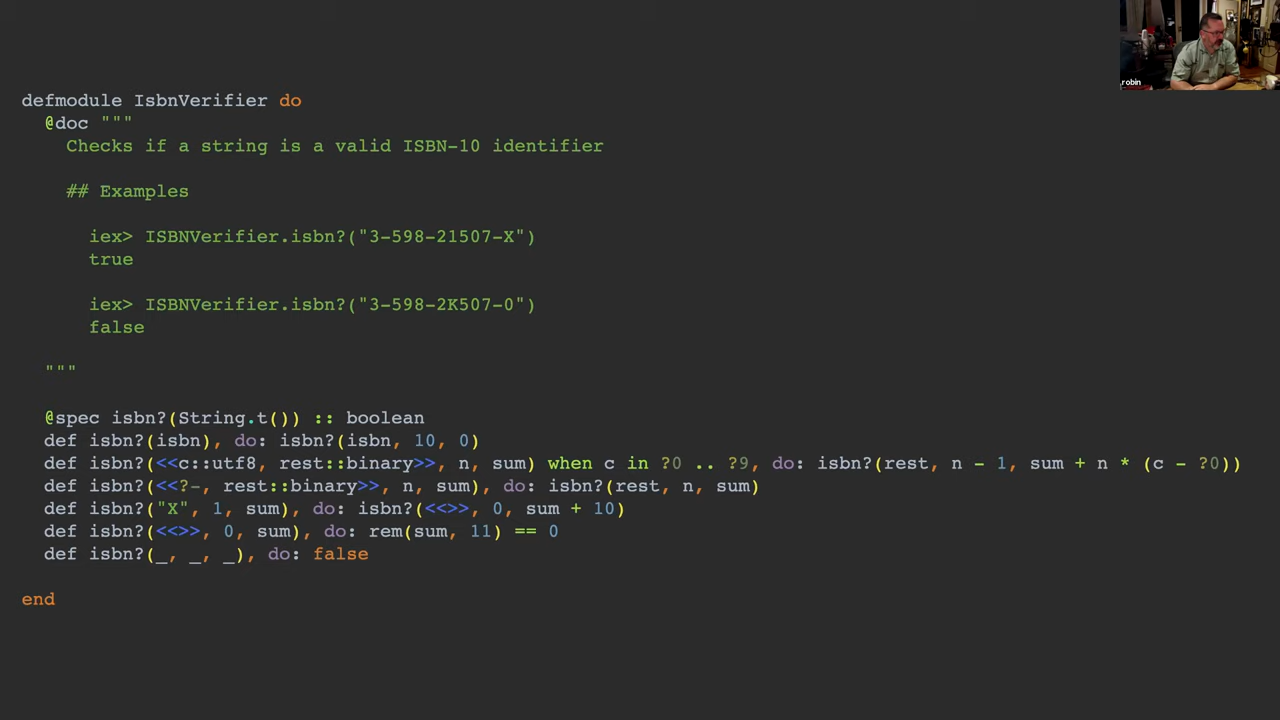 robin
defmodule IsbnVerifier do
@doc """
Checks if a string is a valid ISBN-10 identifier
## Examples
iex> ISBNVerifier.isbn?("3-598-21507-X")
true
iex> ISBNVerifier.isbn?("3-598-2K507-0")
false
"""
@spec isbn?(String.t()) :: boolean
def isbn?(isbn), do: isbn?(isbn, 10, 0)
def isbn?(<<c::utf8, rest::binary>>, n, sum) when c in ?0 .. ?9, do: isbn?(rest, n - 1, sum + n * (c - ?0))
def isbn?(<<?-, rest::binary>>, n, sum), do: isbn?(rest, n, sum)
def isbn?("X", 1, sum), do: isbn?(<<>>, 0, sum + 10)
def isbn?(<<>>, 0, sum), do: rem(sum, 11) == 0
def isbn?(_, _, _), do: false
end